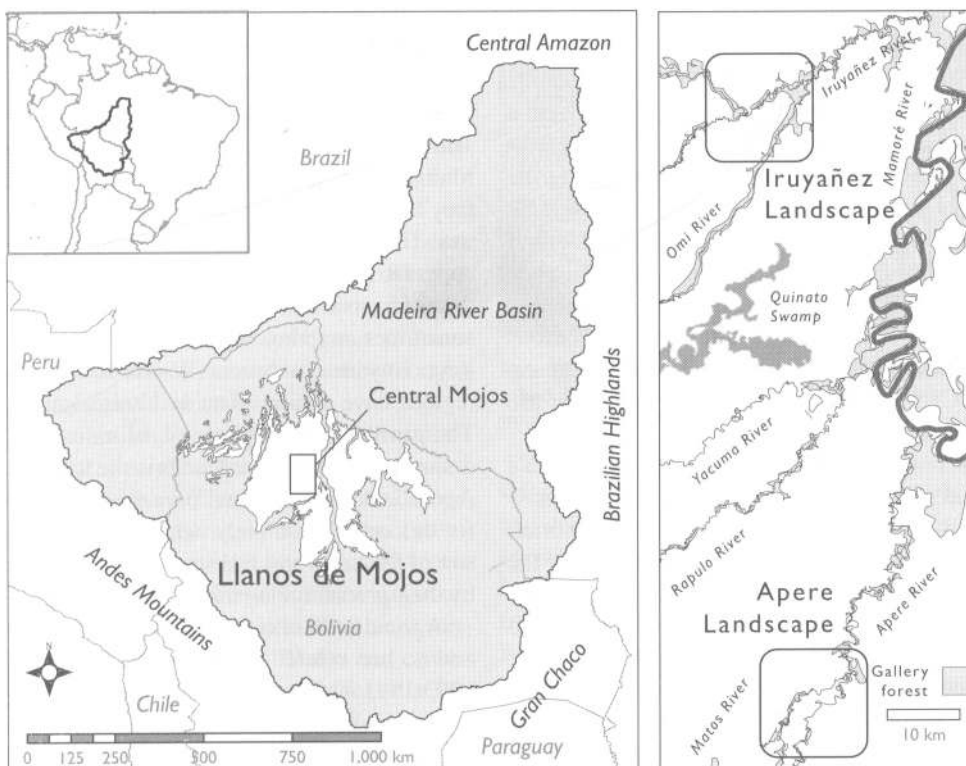 Central Amazon
Brazil
Madeira River Basin
Peru
Central Mojos
Brazilian Highlands
Llanos de Mojos
Andes Mountains
Bolivia
N
Chile
Gran Chaco
Paraguay
0 125 250 500 750 1.000 km
Iruyañez River
Mamoré River
Iruyañez
Landscape
Omi River
Quinato
Swamp
Yacuma River
Rapulo River
Apere
Landscape
Apere River
Matos River
Gallery
forest
10 km